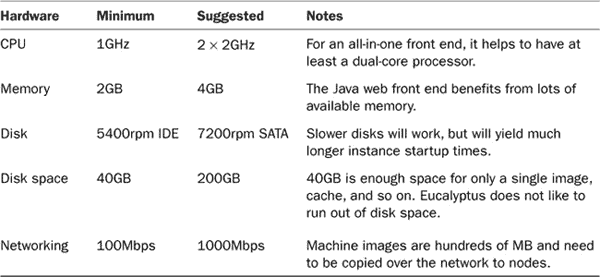 Hardware Minimum Suggested Notes
CPU 1GHz 2 × 2GHz For an all-in-one front end, it helps to have at
least a dual-core processor.
Memory 2GB 4GB The Java web front end benefits from lots of
available memory.
Disk 5400rpm IDE 7200rpm SATA Slower disks will work, but will yield much
longer instance startup times.
Disk space 40GB 200GB 40GB is enough space for only a single image,
cache, and so on. Eucalyptus does not like to
run out of disk space.
Networking 100Mbps 1000Mbps Machine images are hundreds of MB and need
to be copied over the network to nodes.